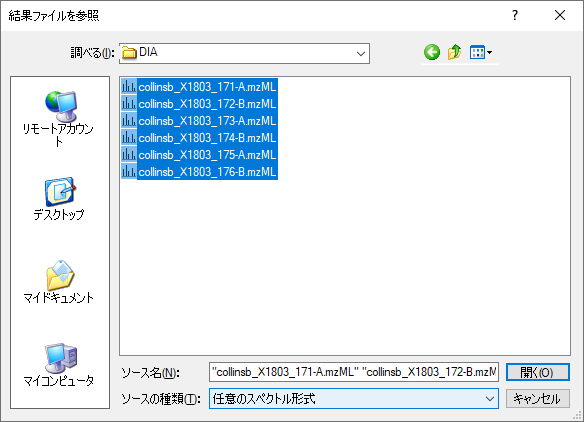 結果ファイルを参照
調べる(I):
DIA
リモートアカウント
デスクトップ
マイドキュメント
マイコンピュータ
collinsb_X1803_171-A.mzML
collinsb_X1803_172-B.mzML
collinsb_X1803_173-A.mzML
collinsb_X1803_174-B.mzML
collinsb_X1803_175-A.mzML
collinsb_X1803_176-B.mzML
ソース名(N):
"collinsb_X1803_171-A.mzML" "collinsb_X1803_172-B.mzM
開く(O)
ソースの種類(T):
任意のスペクトル形式
キャンセル